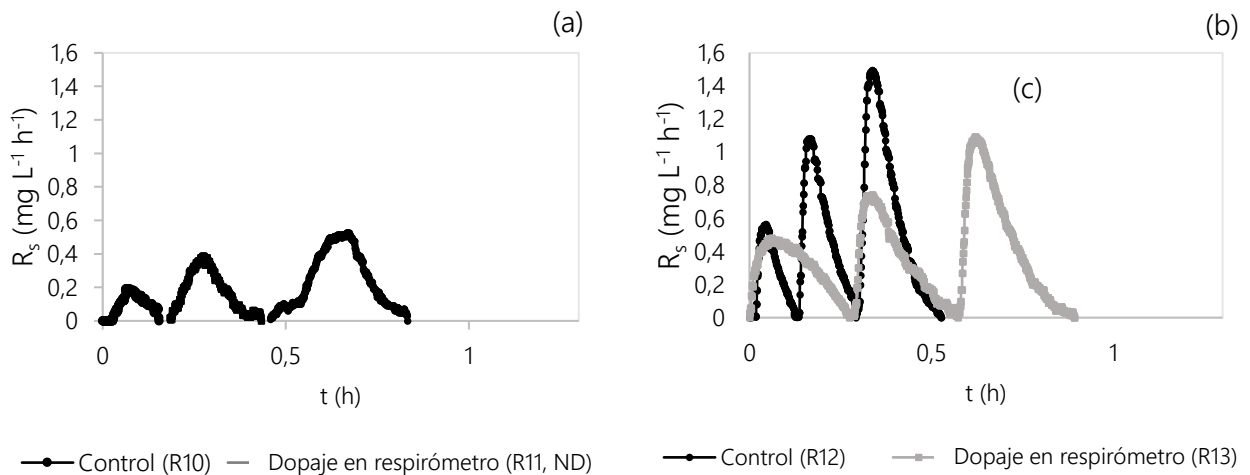 (a)
1,6
1,4
1,2
1
0,8
0,6
0,4
0,2
0
Rs (mg L-1 h-1)
0 0,5 1
t (h)
Control (R10) Dopaje en respirómetro (R11, ND)
(b)
(c)
1,6
1,4
1,2
1
0,8
0,6
0,4
0,2
0
Rs (mg L-1 h-1)
0 0,5 1
t (h)
Control (R12) Dopaje en respirómetro (R13)